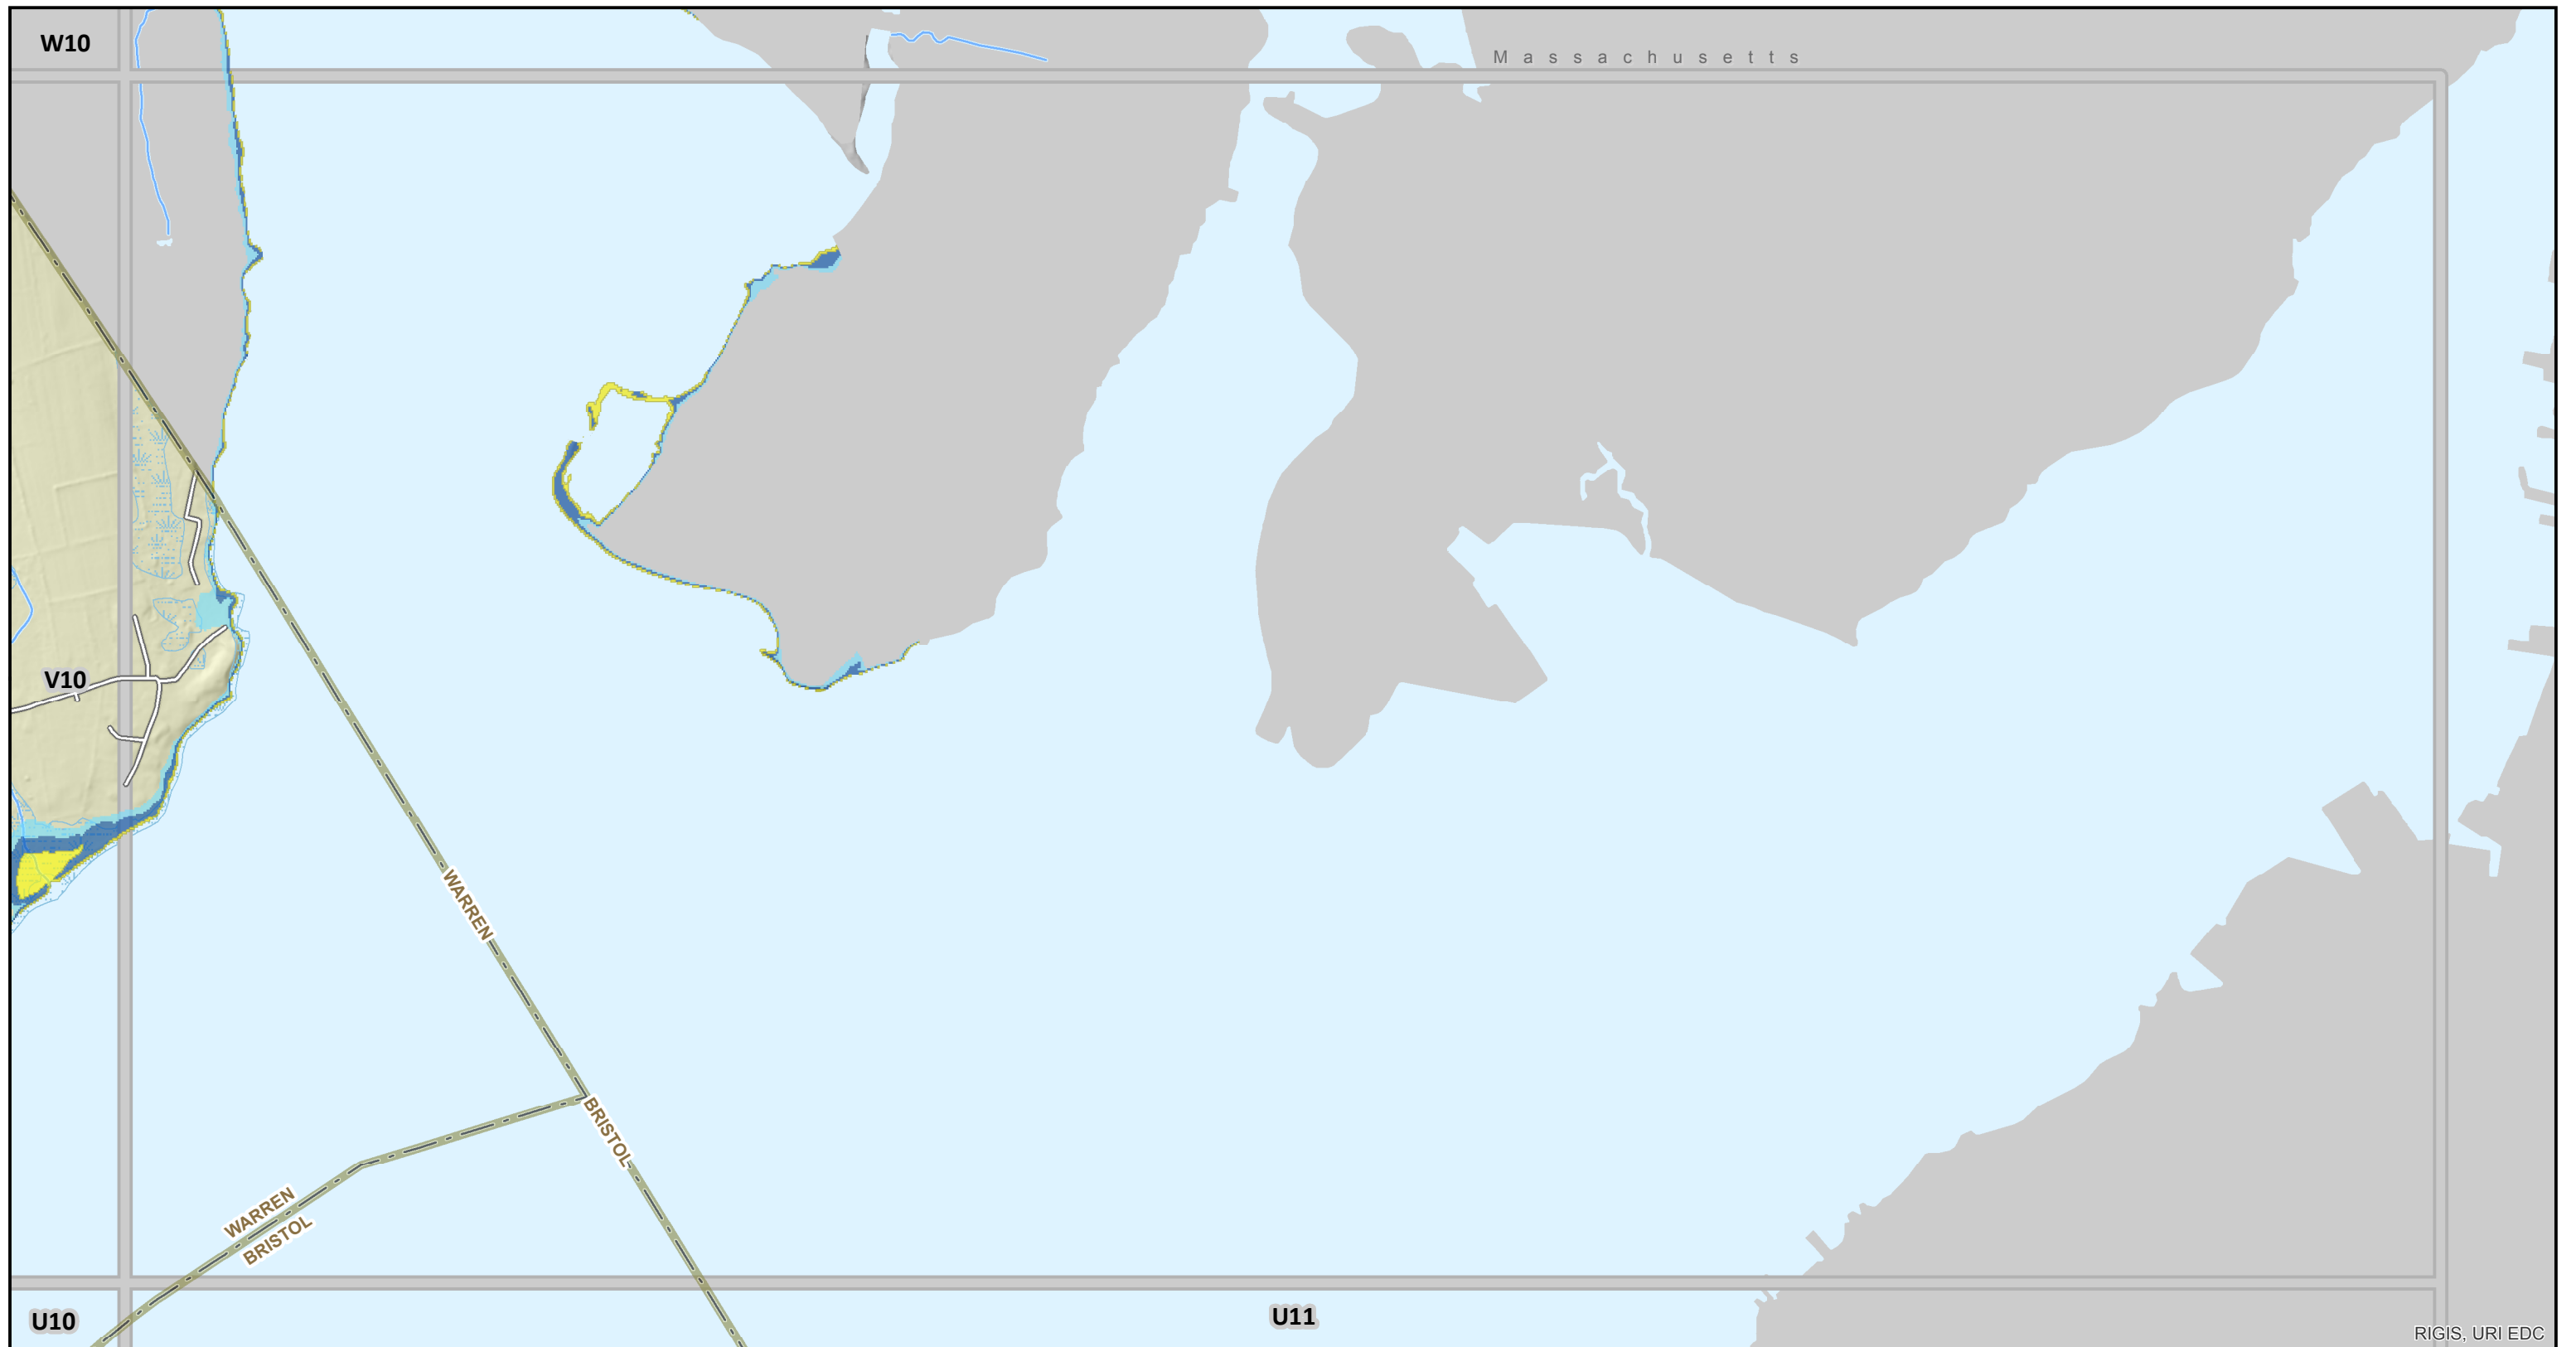 W10
Massachusetts
V10
WARREN
BRISTOL
WARREN
BRISTOL
U10
U11
RIGIS, URI EDC